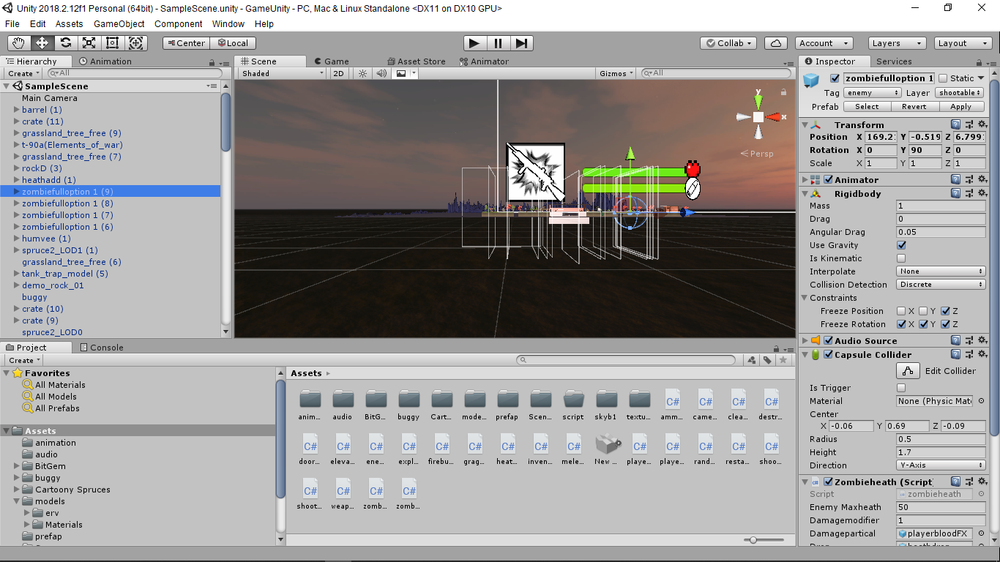 Unity 2018.2.12f1 Personal (64bit) - SampleScene.unity - GameUnity - PC, Mac & Linux Standalone <DX11 on DX10 GPU>
File Edit Assets GameObject Component Window Help
Center Local Collab Account Layers Layout
Hierarchy Animation
Create All
SampleScene
Main Camera
barrel (1)
crate (11)
grassland_tree_free (9)
t-90a(Elements_of_war)
grassland_tree_free (7)
rockD (3)
heathadd (1)
zombiefulloption 1 (9)
zombiefulloption 1 (8)
zombiefulloption 1 (7)
zombiefulloption 1 (6)
humvee (1)
spruce2_LOD1 (1)
grassland_tree_free (6)
tank_trap_model (5)
demo_rock_01
buggy
crate (10)
crate (9)
spruce2_LOD0
Scene Game Asset Store Animator
Shaded 2D Gizmos All
y
x
Persp
Inspector Services
zombiefulloption 1 Static
Tag enemy Layer shootable
Prefab Select Revert Apply
Transform
Position X 169.2 Y -0.519 Z 6.799
Rotation X 0 Y 90 Z 0
Scale X 1 Y 1 Z 1
Animator
Rigidbody
Mass 1
Drag 0
Angular Drag 0.05
Use Gravity
Is Kinematic
Interpolate None
Collision Detection Discrete
Constraints
Freeze Position X Y Z
Freeze Rotation X Y Z
Audio Source
Capsule Collider
Edit Collider
Is Trigger
Material None (Physic Mat
Center
X -0.06 Y 0.69 Z -0.09
Radius 0.5
Height 1.7
Direction Y-Axis
Zombieheath (Script)
Script zombieheath
Enemy Maxheath 50
Damagemodifier 1
Damagepartical playerbloodFX
Project Console
Create
Favorites
All Materials
All Models
All Prefabs
Assets
animation
audio
BitGem
buggy
Cartoony Spruces
models
erv
Materials
prefap
Assets
anim... audio BitG... buggy Cart... mode... prefap Scen... script skyb1 textu... amm... came... clea... destr...
door... eleva... ene... expl... firebu... grag... heat... inven... mele... New ... playe... playe... rand... resta... shoo...
shoot... weap... zomb... zomb...